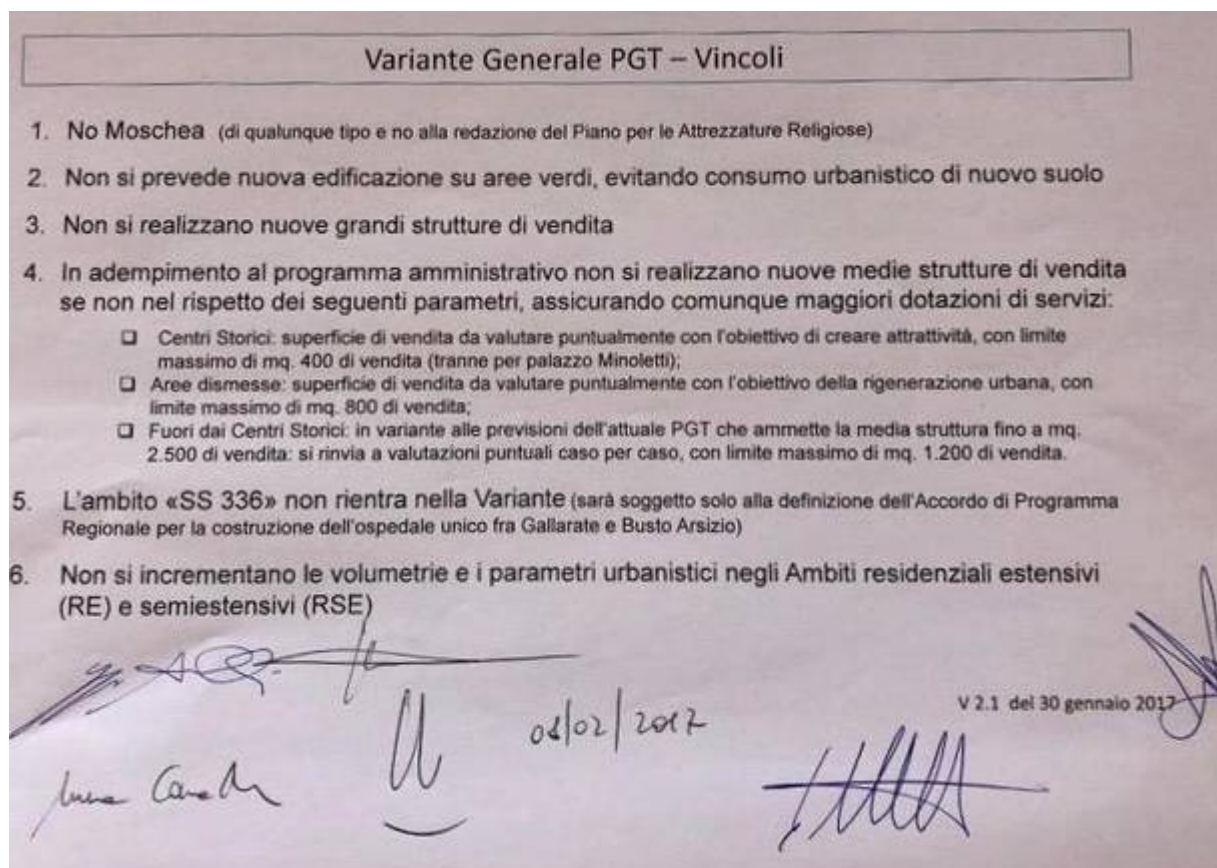 Variante Generale PGT – Vincoli
1. No Moschea (di qualunque tipo e no alla redazione del Piano per le Attrezzature Religiose)
2. Non si prevede nuova edificazione su aree verdi, evitando consumo urbanistico di nuovo suolo
3. Non si realizzano nuove grandi strutture di vendita
4. In adempimento al programma amministrativo non si realizzano nuove medie strutture di vendita
se non nel rispetto dei seguenti parametri, assicurando comunque maggiori dotazioni di servizi:
❑ Centri Storici: superficie di vendita da valutare puntualmente con l'obiettivo di creare attrattività, con limite
massimo di mq. 400 di vendita (tranne per palazzo Minoletti);
❑ Aree dismesse: superficie di vendita da valutare puntualmente con l'obiettivo della rigenerazione urbana, con
limite massimo di mq. 800 di vendita;
❑ Fuori dai Centri Storici: in variante alle previsioni dell'attuale PGT che ammette la media struttura fino a mq.
2.500 di vendita: si rinvia a valutazioni puntuali caso per caso, con limite massimo di mq. 1.200 di vendita.
5. L'ambito «SS 336» non rientra nella Variante (sarà soggetto solo alla definizione dell'Accordo di Programma
Regionale per la costruzione dell'ospedale unico fra Gallarate e Busto Arsizio)
6. Non si incrementano le volumetrie e i parametri urbanistici negli Ambiti residenziali estensivi
(RE) e semiestensivi (RSE)
V 2.1 del 30 gennaio 2017
/02/2017